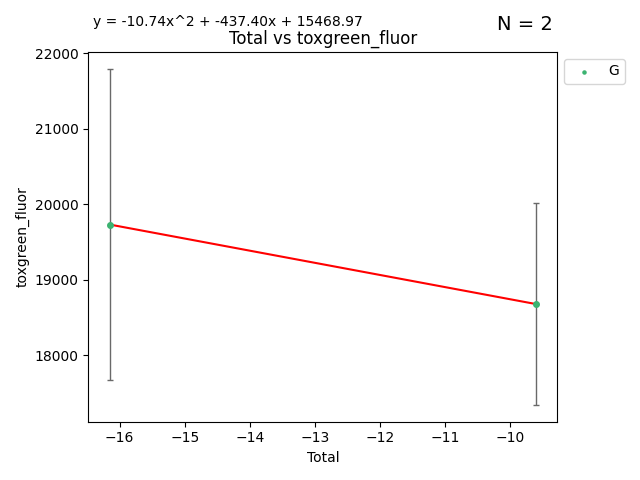 y = -10.74x^2 + -437.40x + 15468.97
N = 2
Total vs toxgreen_fluor
G
22000
21000
20000
19000
18000
toxgreen_fluor
−16
−15
−14
−13
−12
−11
−10
Total